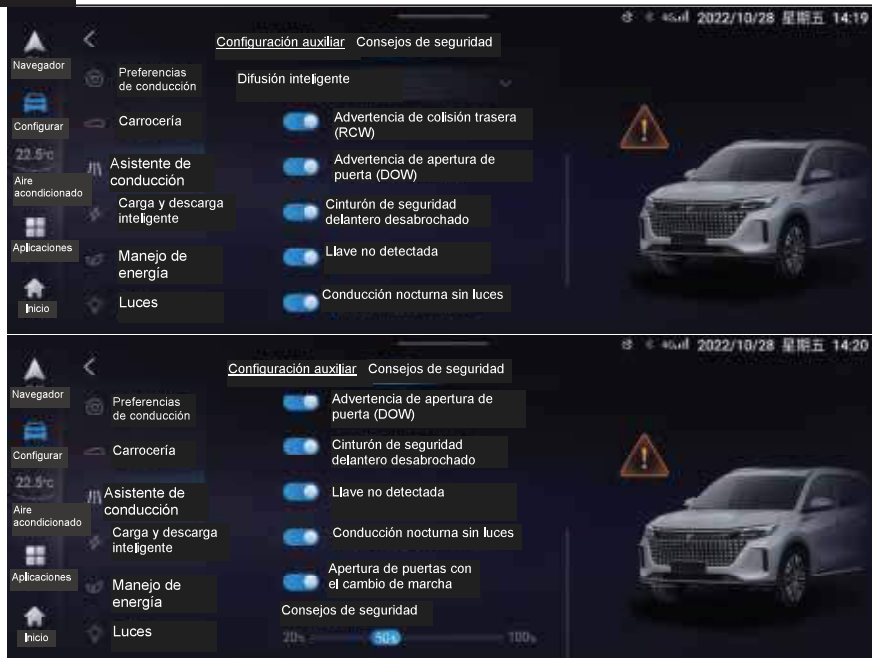 2022/10/28 星期五 14:19
Configuración auxiliar Consejos de seguridad
Navegador
Preferencias
de conducción
Difusión inteligente
Configurar
Carrocería
Advertencia de colisión trasera
(RCW)
22.5°c
Aire
acondicionado
Asistente de
conducción
Advertencia de apertura de
puerta (DOW)
Carga y descarga
inteligente
Cinturón de seguridad
delantero desabrochado
Aplicaciones
Manejo de
energía
Llave no detectada
Inicio
Luces
Conducción nocturna sin luces
2022/10/28 星期五 14:20
Configuración auxiliar Consejos de seguridad
Navegador
Preferencias
de conducción
Advertencia de apertura de
puerta (DOW)
Configurar
Carrocería
Cinturón de seguridad
delantero desabrochado
22.5°c
Aire
acondicionado
Asistente de
conducción
Llave no detectada
Carga y descarga
inteligente
Conducción nocturna sin luces
Aplicaciones
Manejo de
energía
Apertura de puertas con
el cambio de marcha
Consejos de seguridad
Inicio
Luces
20% 50% 100%